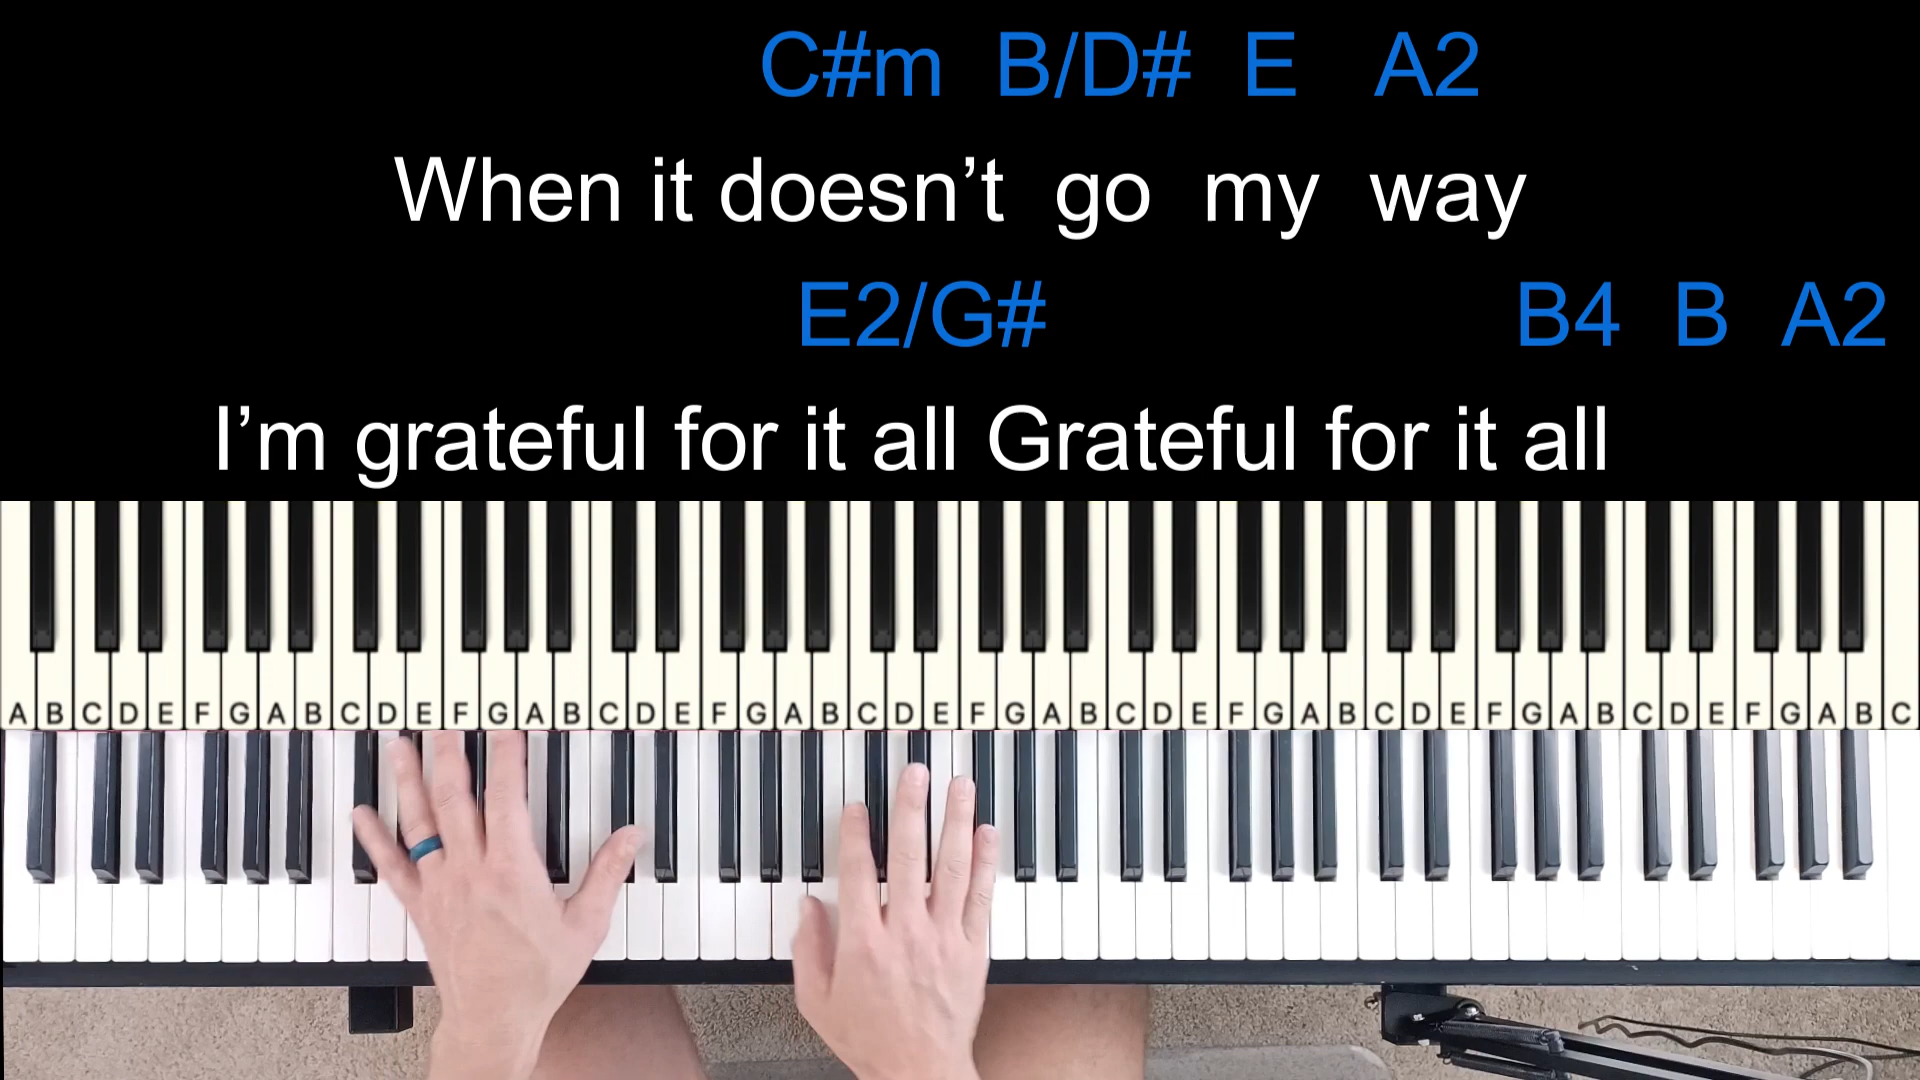 C#m B/D# E A2
When it doesn’t go my way
E2/G# B4 B A2
I’m grateful for it all Grateful for it all
A B C D E F G A B C D E F G A B C D E F G A B C D E F G A B C D E F G A B C D E F G A B C D E F G A B C